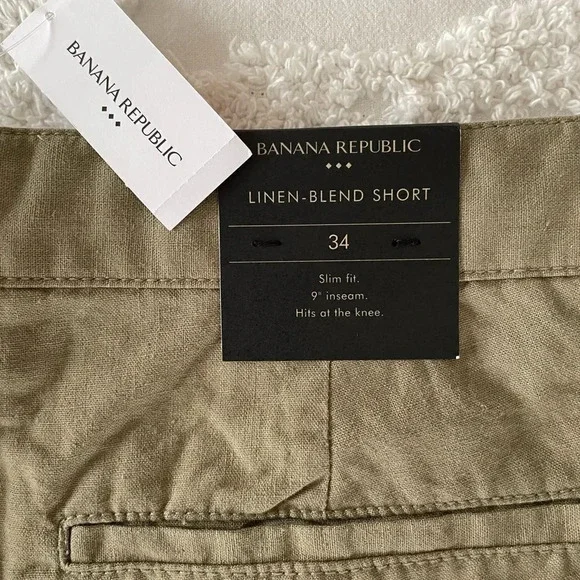 BANANA REPUBLIC
BANANA REPUBLIC
LINEN-BLEND SHORT
34
Slim fit.
9" inseam.
Hits at the knee.